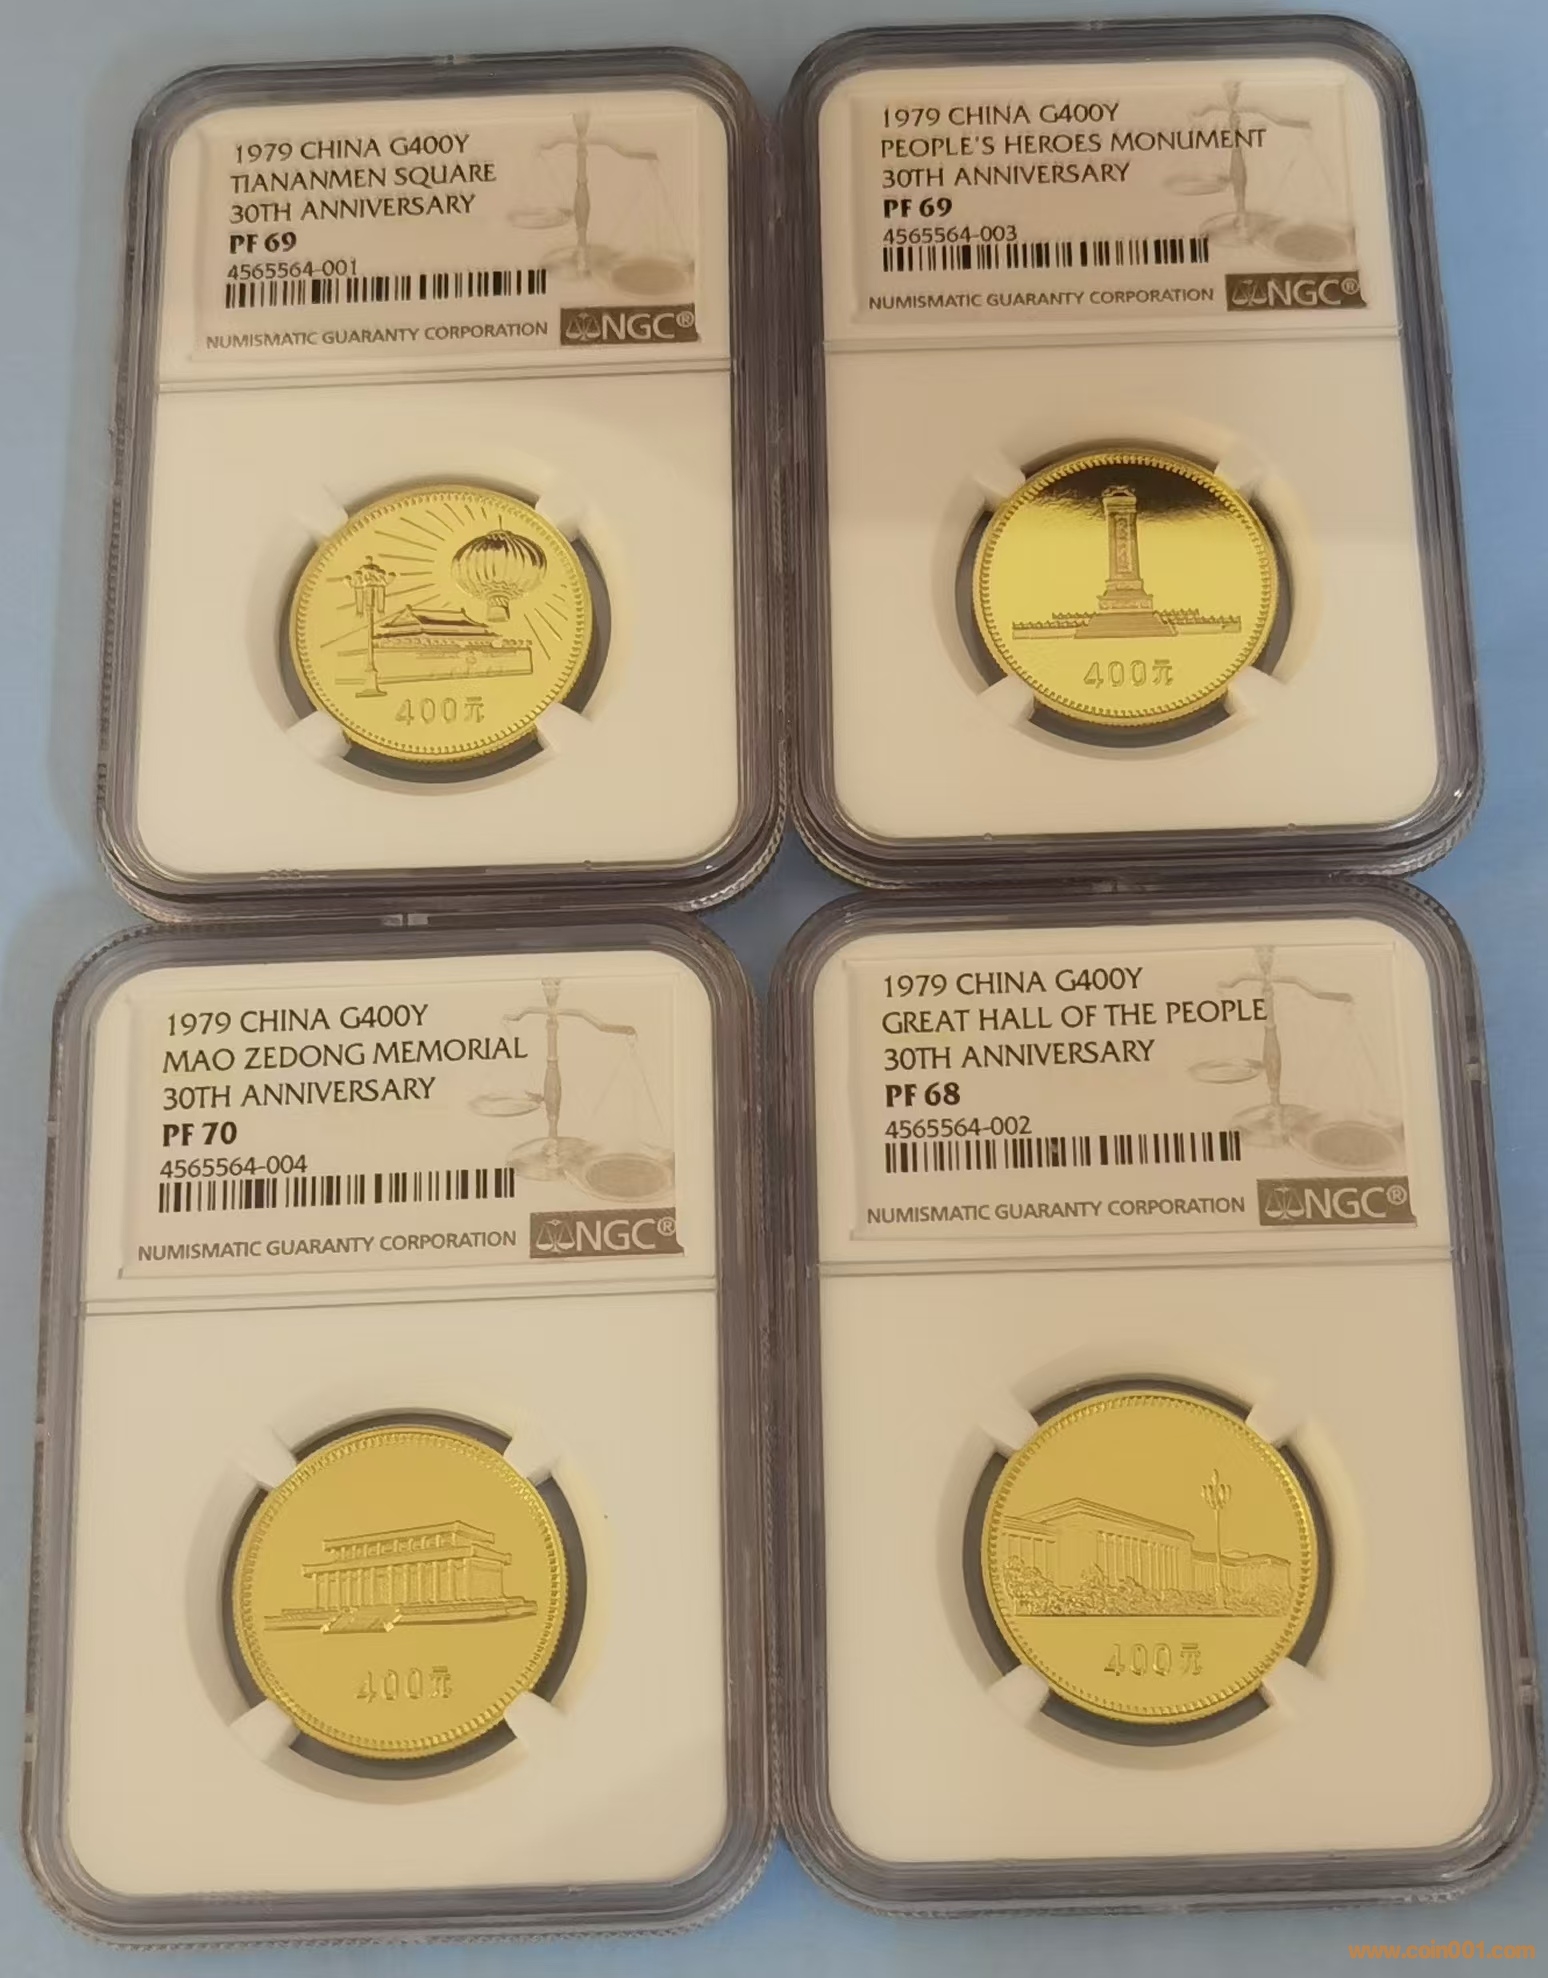 1979 CHINA G400Y
TIANANMEN SQUARE
30TH ANNIVERSARY
PF 69
4565564-001
NUMISMATIC GUARANTY CORPORATION NGC®
400元
1979 CHINA G400Y
PEOPLE'S HEROES MONUMENT
30TH ANNIVERSARY
PF 69
4565564-003
NUMISMATIC GUARANTY CORPORATION NGC®
400元
1979 CHINA G400Y
MAO ZEDONG MEMORIAL
30TH ANNIVERSARY
PF 70
4565564-004
NUMISMATIC GUARANTY CORPORATION NGC®
400元
1979 CHINA G400Y
GREAT HALL OF THE PEOPLE
30TH ANNIVERSARY
PF 68
4565564-002
NUMISMATIC GUARANTY CORPORATION NGC®
400元
www.coin001.com